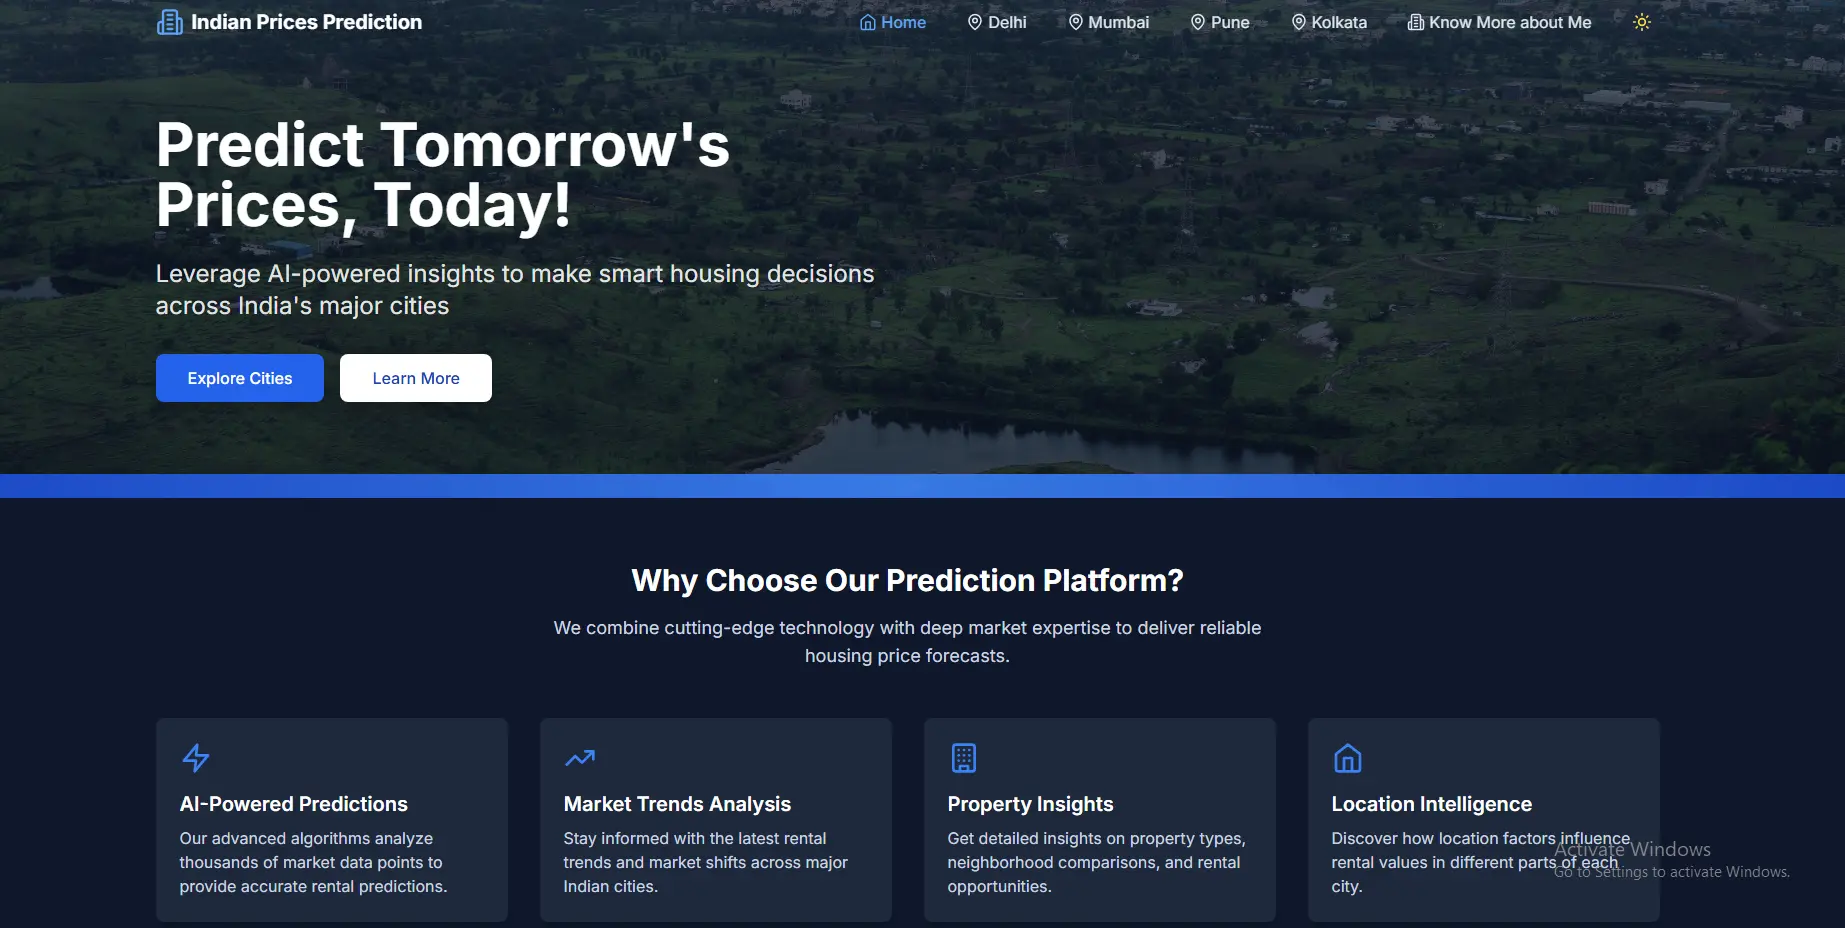 Indian Prices Prediction
Home
Delhi
Mumbai
Pune
Kolkata
Know More about Me
Predict Tomorrow's
Prices, Today!
Leverage AI-powered insights to make smart housing decisions
across India's major cities
Explore Cities
Learn More
Why Choose Our Prediction Platform?
We combine cutting-edge technology with deep market expertise to deliver reliable
housing price forecasts.
AI-Powered Predictions
Our advanced algorithms analyze
thousands of market data points to
provide accurate rental predictions.
Market Trends Analysis
Stay informed with the latest rental
trends and market shifts across major
Indian cities.
Property Insights
Get detailed insights on property types,
neighborhood comparisons, and rental
opportunities.
Location Intelligence
Discover how location factors influence
rental values in different parts of each
city.
Activate Windows
Go to Settings to activate Windows.